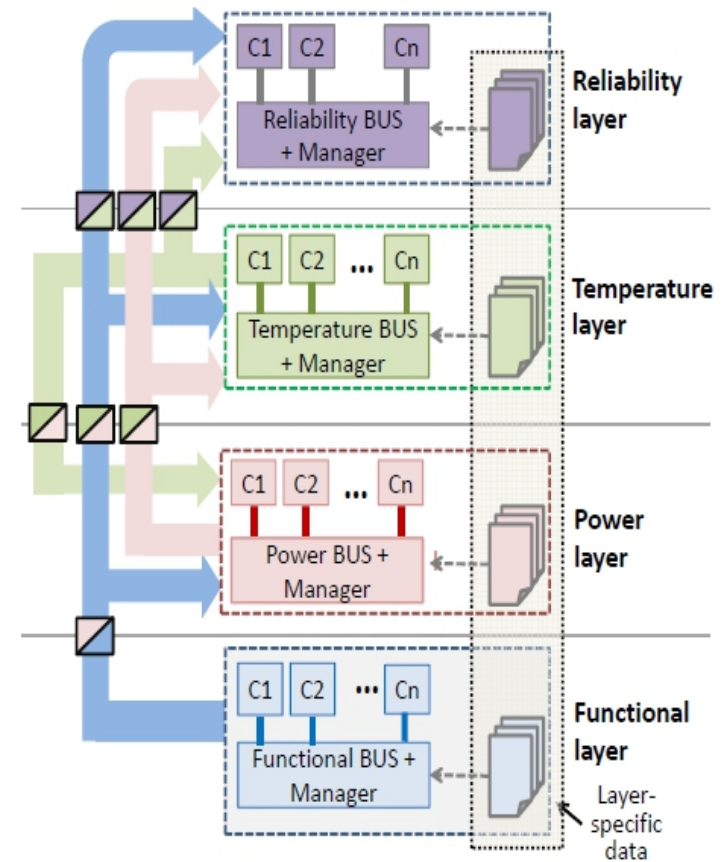 C1 C2 Cn
Reliability BUS
+ Manager
Reliability
layer
C1 C2 ... Cn
Temperature BUS
+ Manager
Temperature
layer
C1 C2 ... Cn
Power BUS +
Manager
Power
layer
C1 C2 ... Cn
Functional BUS +
Manager
Functional
layer
Layer-
specific
data